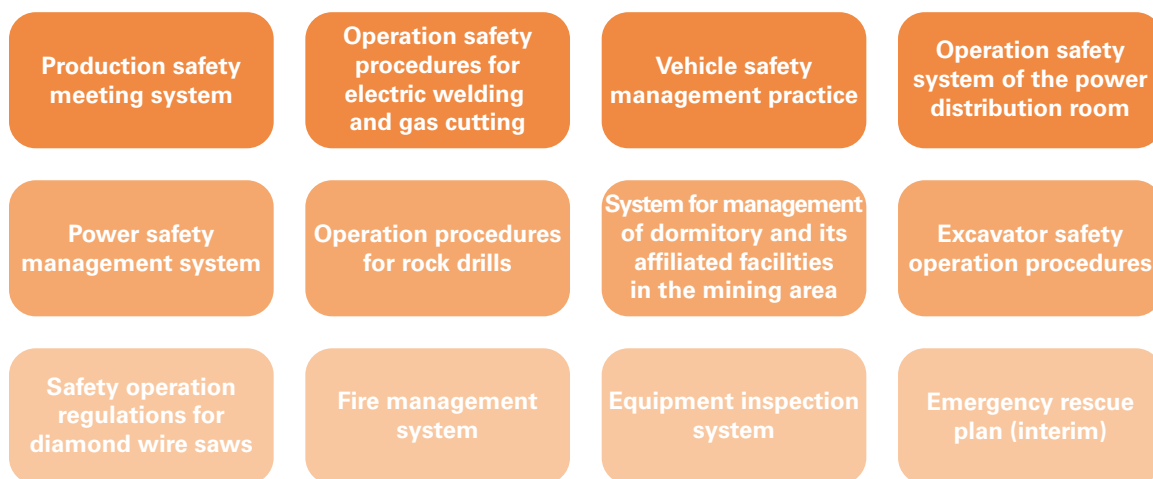 Production safety
meeting system
Operation safety
procedures for
electric welding
and gas cutting
Vehicle safety
management practice
Operation safety
system of the power
distribution room
Power safety
management system
Operation procedures
for rock drills
System for management
of dormitory and its
affiliated facilities
in the mining area
Excavator safety
operation procedures
Safety operation
regulations for
diamond wire saws
Fire management
system
Equipment inspection
system
Emergency rescue
plan (interim)